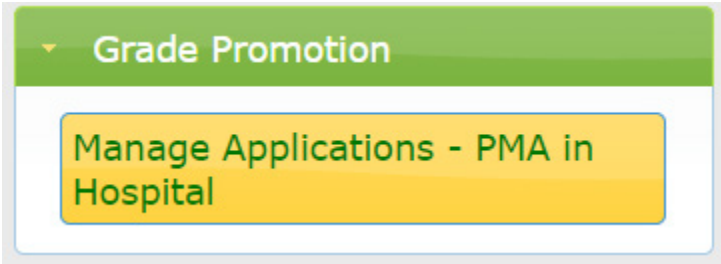 Grade Promotion
Manage Applications - PMA in
Hospital